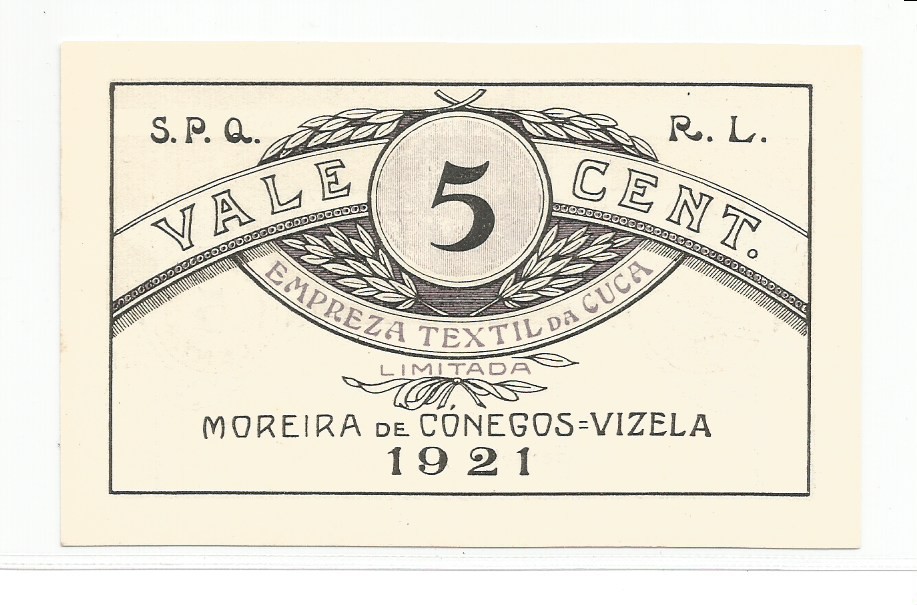 S. P. Q. R. L.
VALE 5 CENT.
EMPREZA TEXTIL DA CUCA
LIMITADA
MOREIRA DE CÓNEGOS=VIZELA
1921